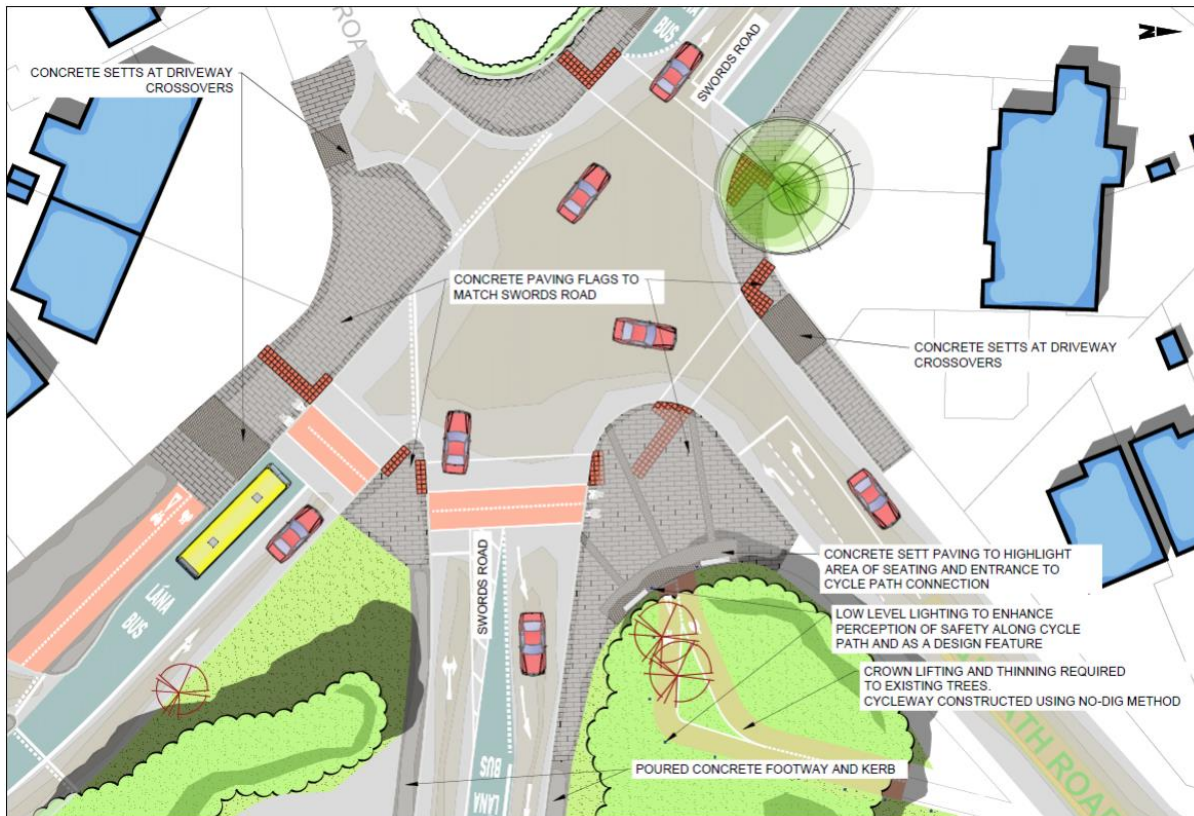 LÁNA
BUS
ROAD
SWORDS ROAD
N
CONCRETE SETTS AT DRIVEWAY
CROSSOVERS
CONCRETE PAVING FLAGS TO
MATCH SWORDS ROAD
CONCRETE SETTS AT DRIVEWAY
CROSSOVERS
LÁNA
BUS
SWORDS ROAD
CONCRETE SETT PAVING TO HIGHLIGHT
AREA OF SEATING AND ENTRANCE TO
CYCLE PATH CONNECTION
LOW LEVEL LIGHTING TO ENHANCE
PERCEPTION OF SAFETY ALONG CYCLE
PATH AND AS A DESIGN FEATURE
CROWN LIFTING AND THINNING REQUIRED
TO EXISTING TREES.
CYCLEWAY CONSTRUCTED USING NO-DIG METHOD
POURED CONCRETE FOOTWAY AND KERB
BUS
LÁNA
ROAD